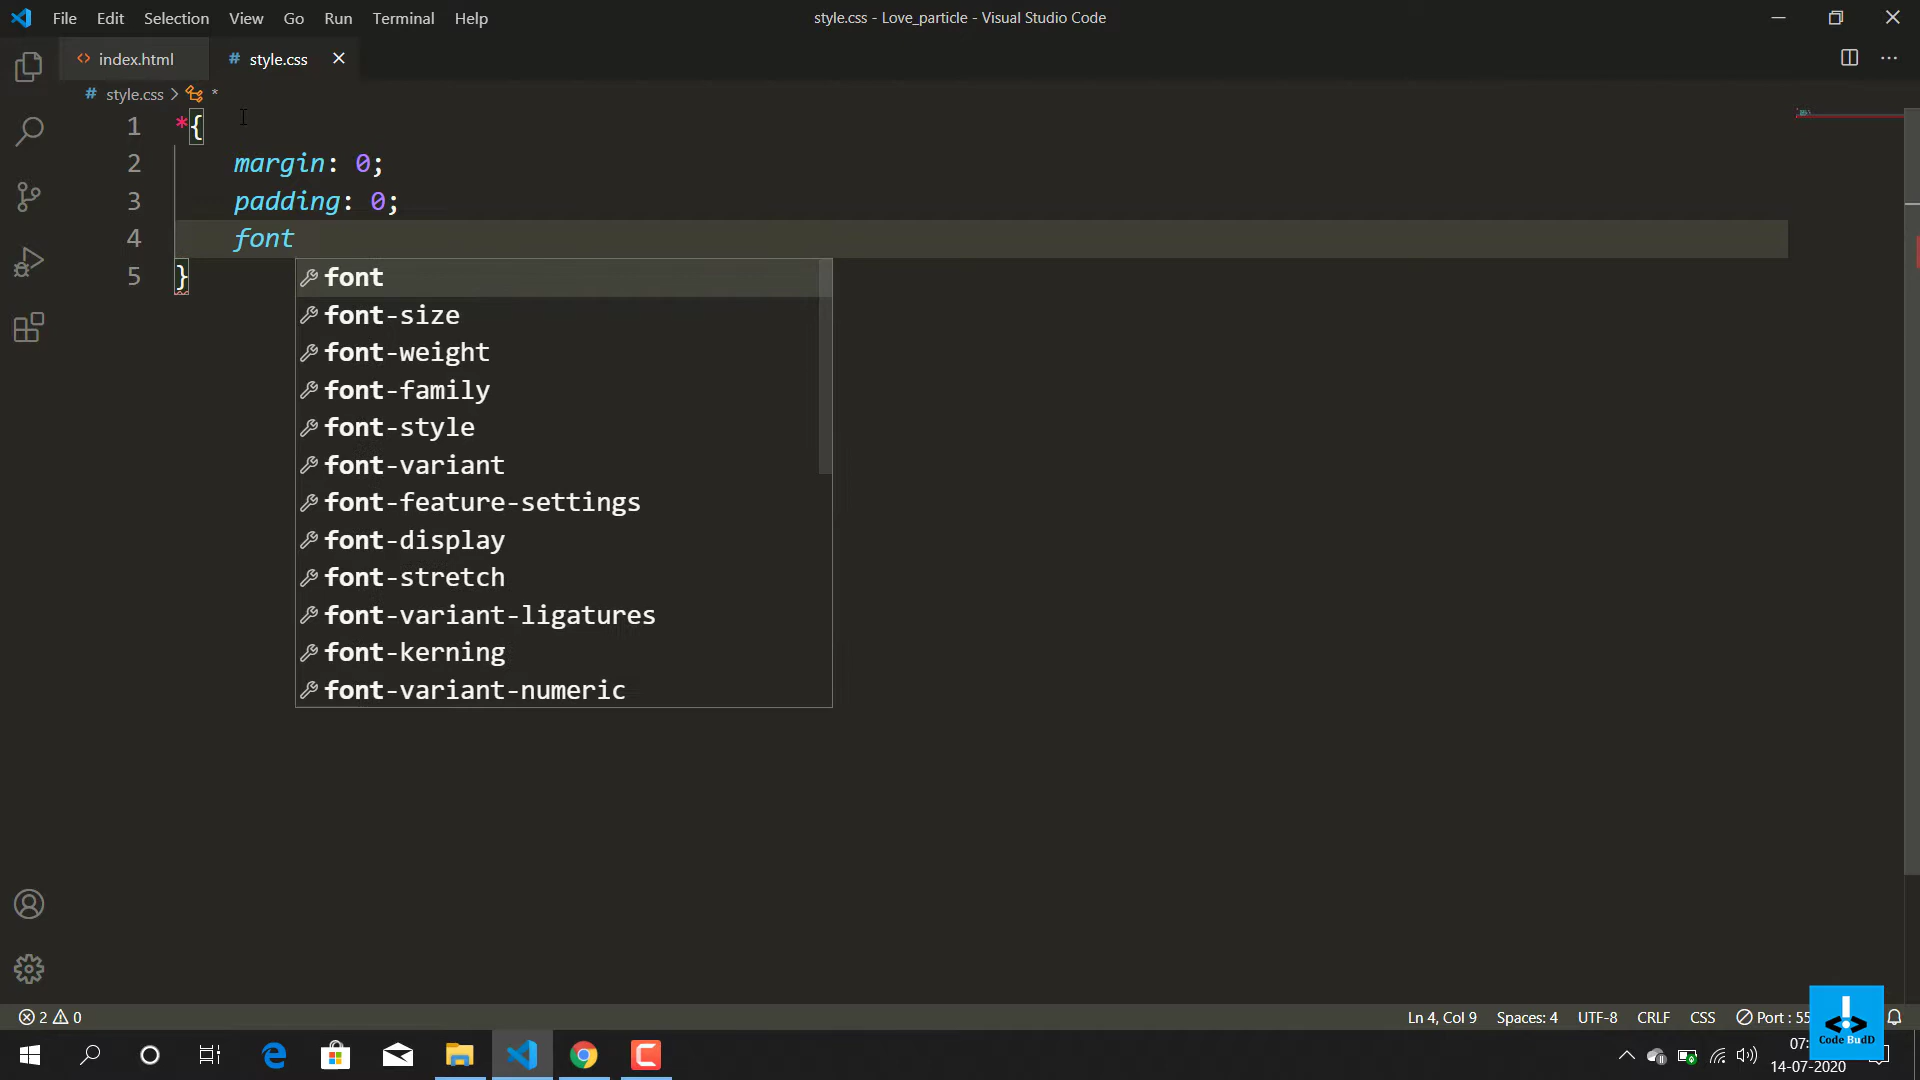 File Edit Selection View Go Run Terminal Help
style.css - Love_particle - Visual Studio Code
<> index.html
# style.css ×
# style.css > *
1 *{
2 margin: 0;
3 padding: 0;
4 font
5 }
font
font-size
font-weight
font-family
font-style
font-variant
font-feature-settings
font-display
font-stretch
font-variant-ligatures
font-kerning
font-variant-numeric
2 0
Ln 4, Col 9 Spaces: 4 UTF-8 CRLF CSS Port : 55
Code BudD
07:
14-07-2020